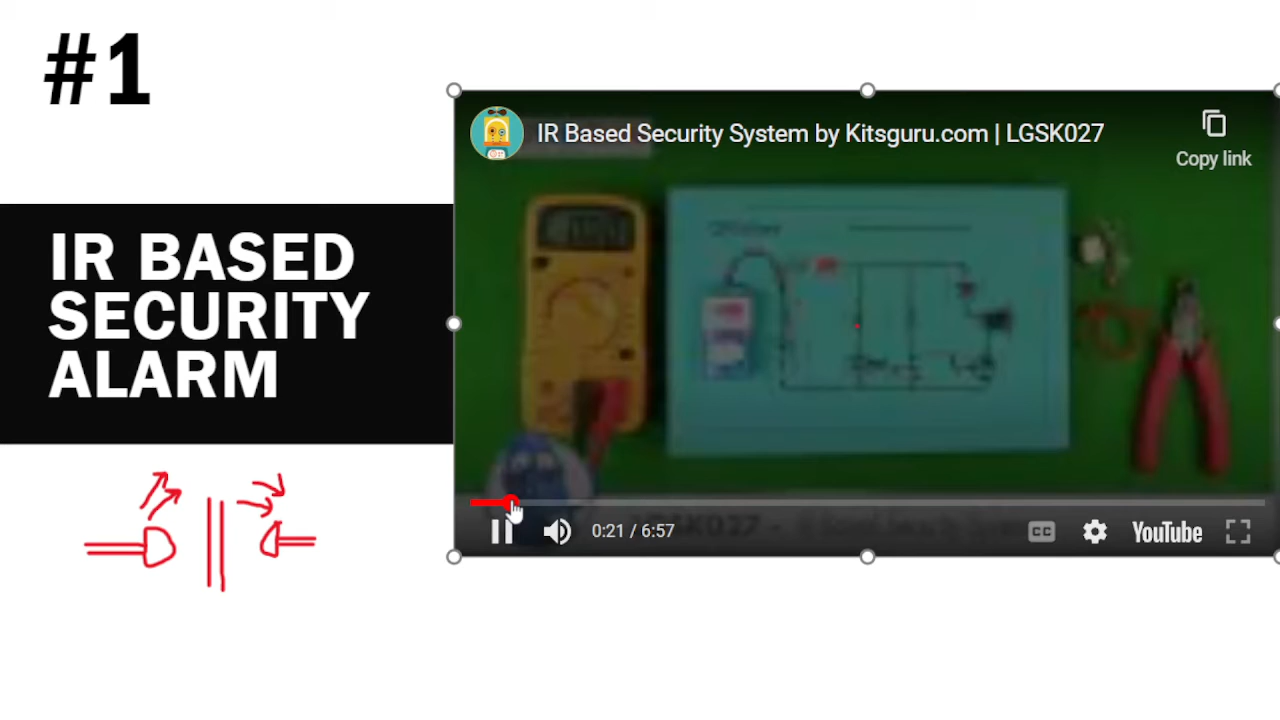 #1
IR BASED
SECURITY
ALARM
IR Based Security System by Kitsguru.com | LGSK027
Copy link
0:21 / 6:57
CC
YouTube